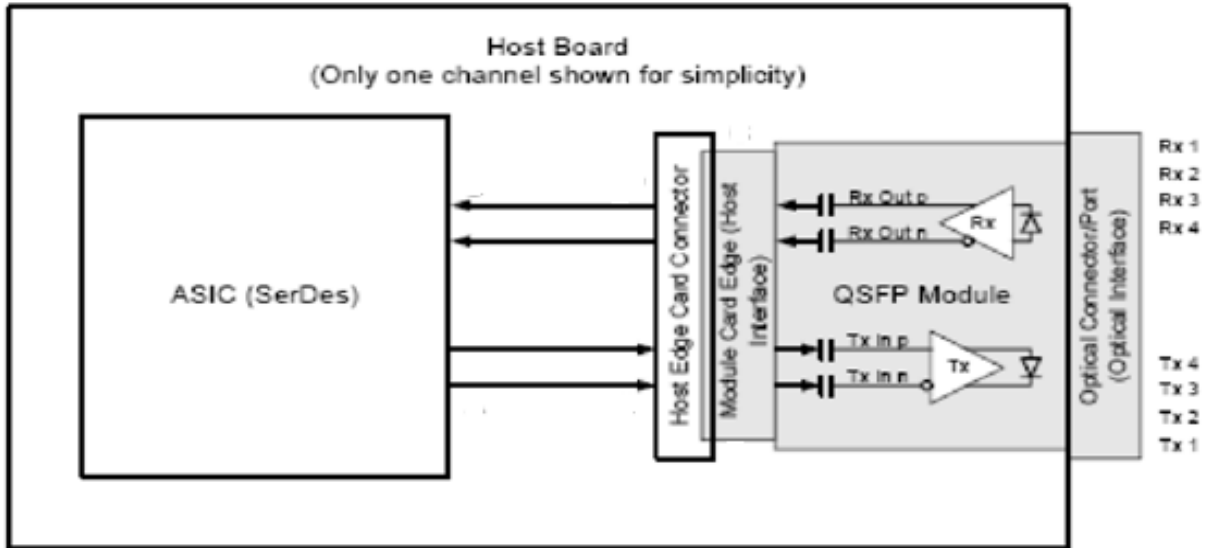 Host Board
(Only one channel shown for simplicity)
ASIC (SerDes)
Host Edge Card Connector
Module Card Edge (Host
Interface)
Rx Out p
Rx Out n
Rx
QSFP Module
Tx In p
Tx In n
Tx
Optical Connector/Port
(Optical Interface)
Rx 1
Rx 2
Rx 3
Rx 4
Tx 4
Tx 3
Tx 2
Tx 1